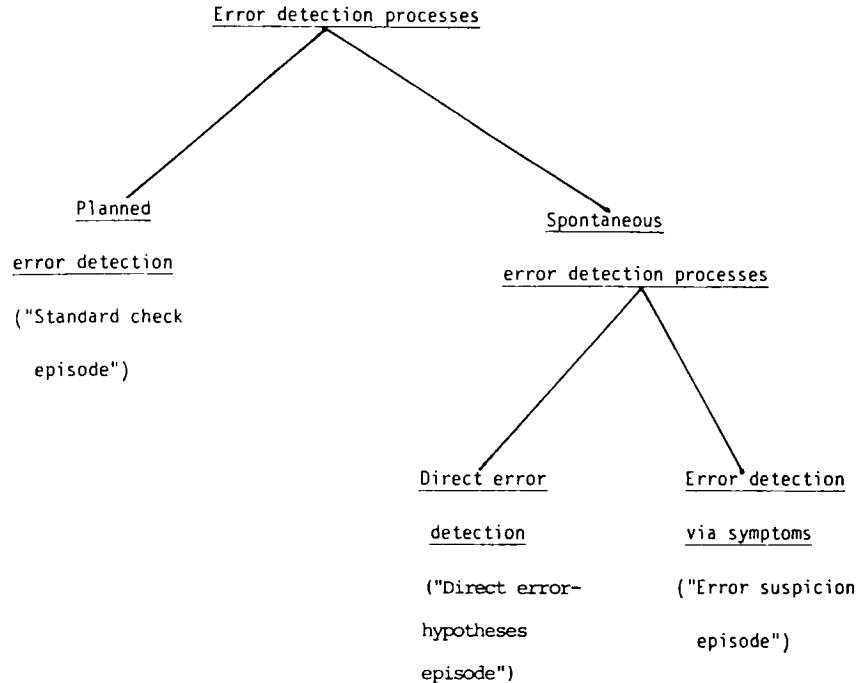 Error detection processes
Planned
error detection
("Standard check
episode")
Spontaneous
error detection processes
Direct error
detection
("Direct error-
hypotheses
episode")
Error detection
via symptoms
("Error suspicion
episode")